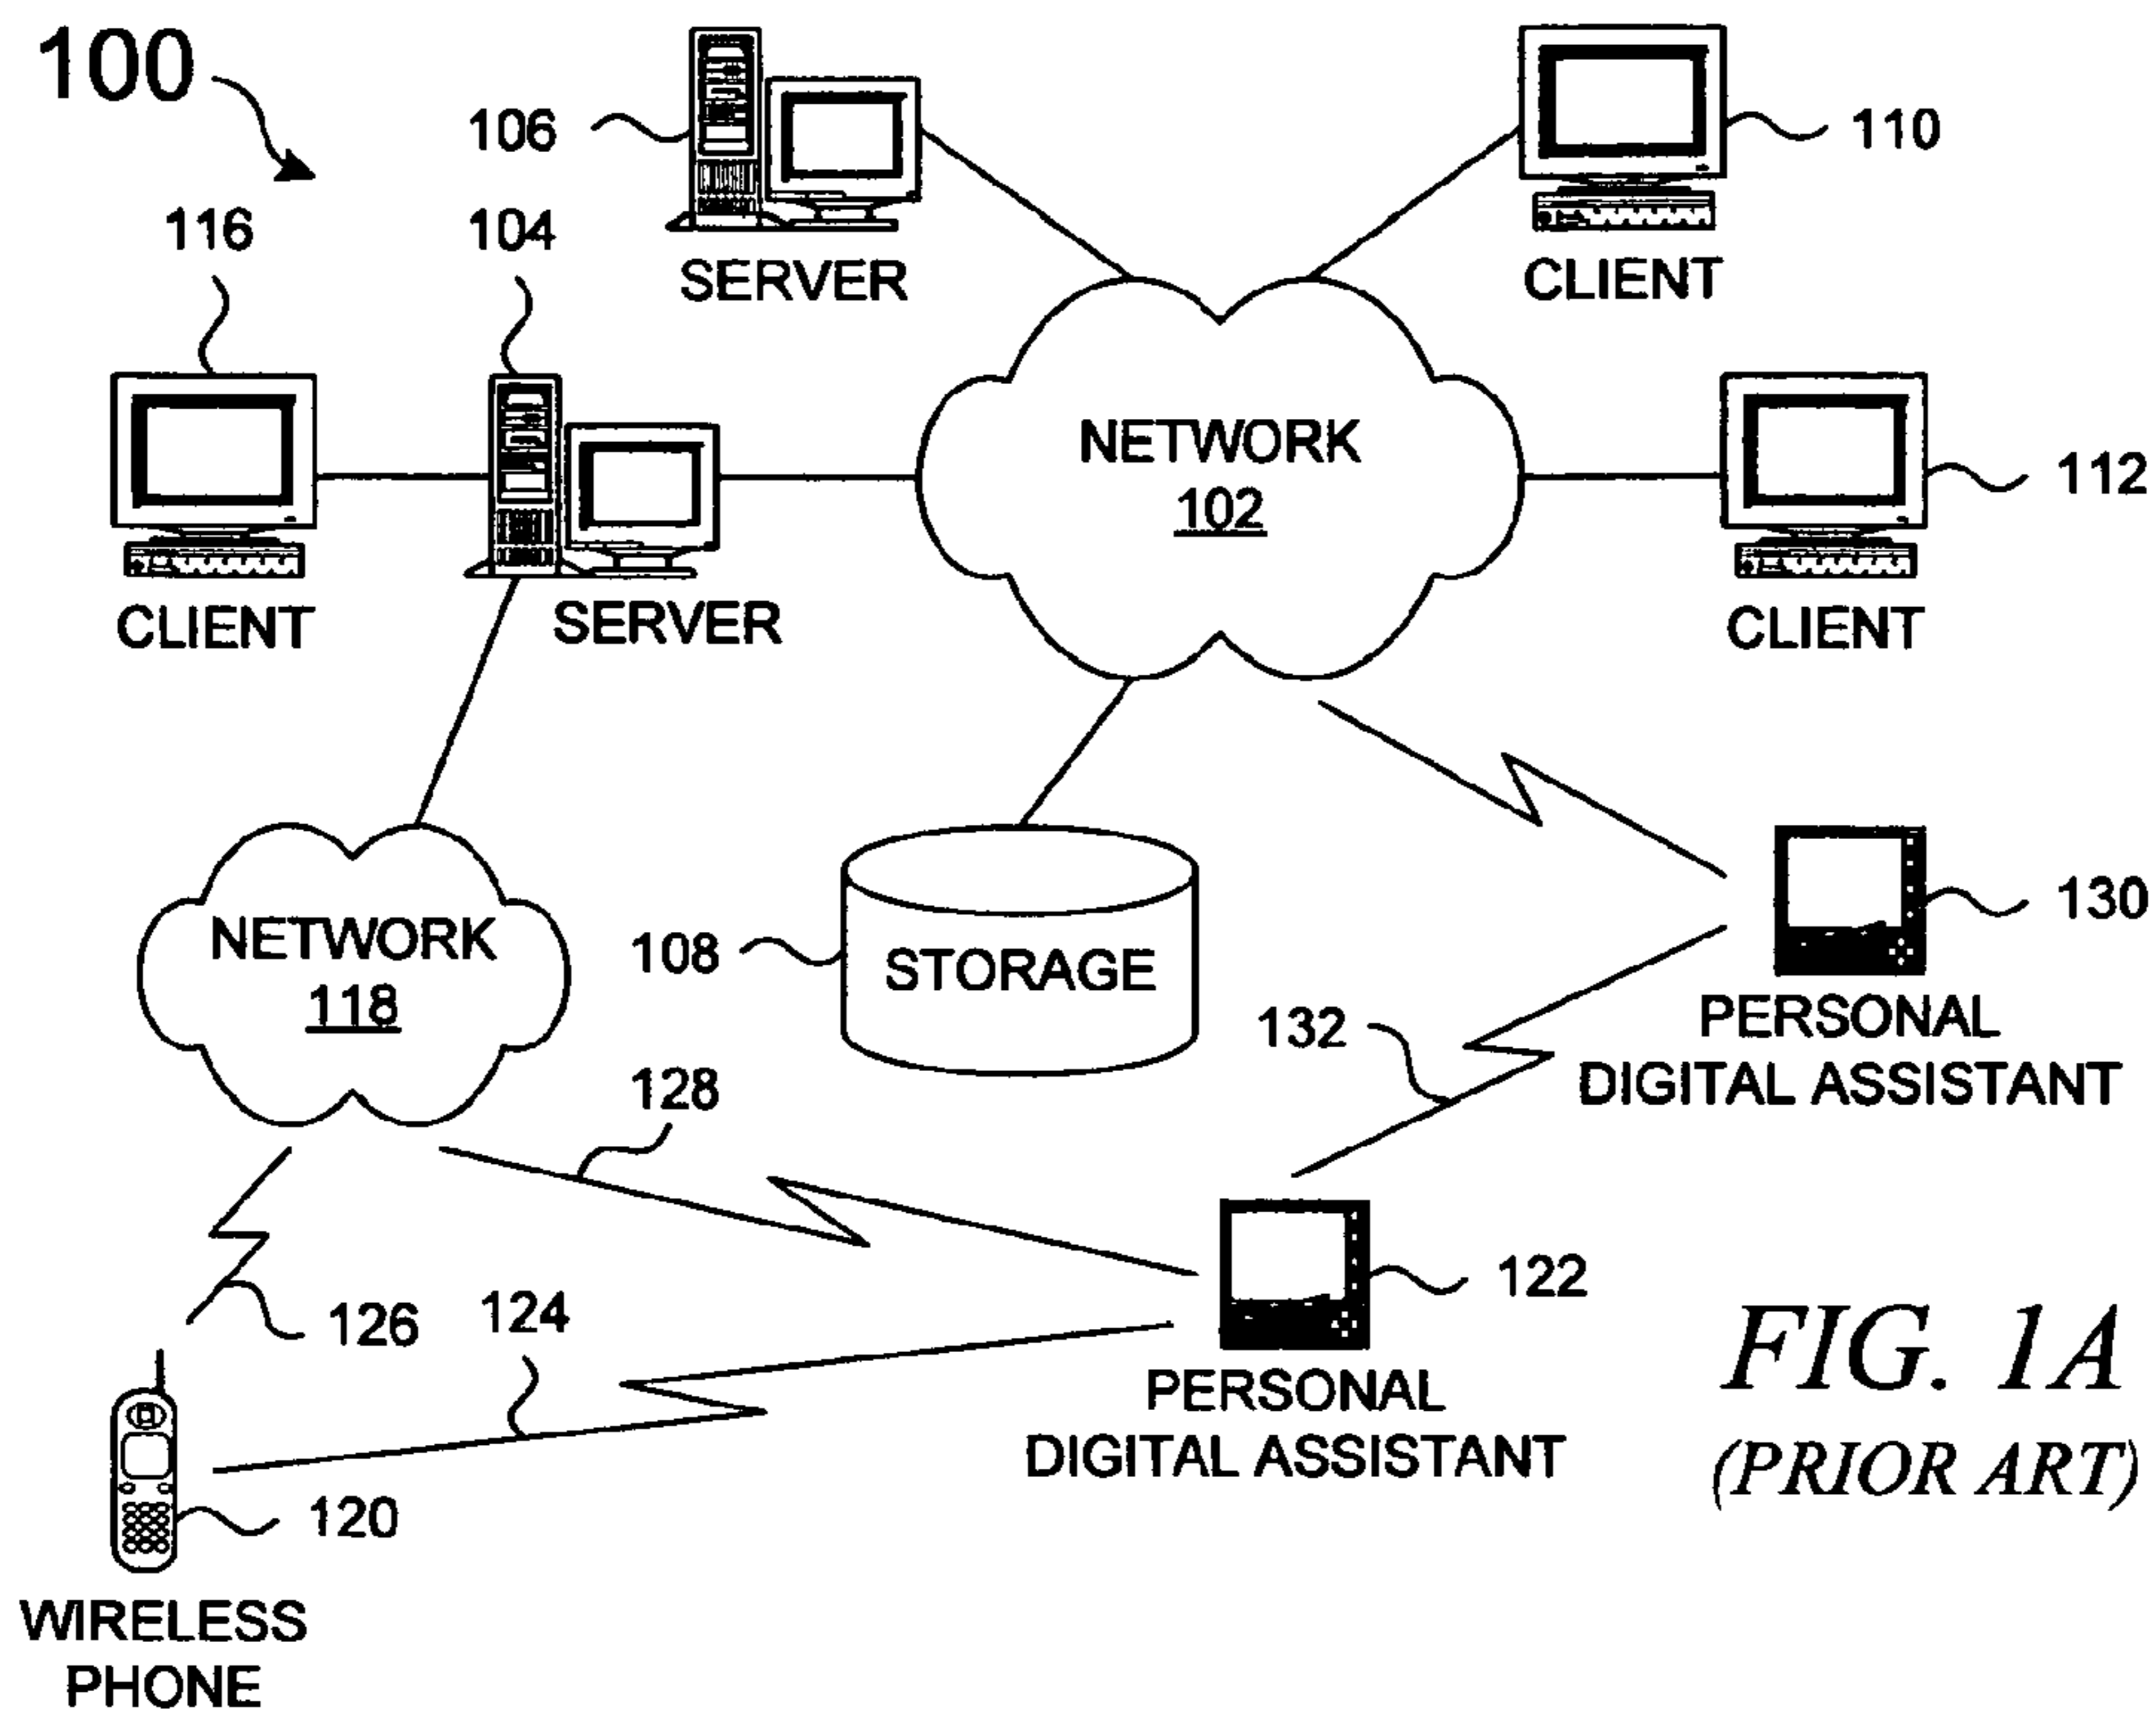 100
106
110
116
104
SERVER
CLIENT
NETWORK
102
112
CLIENT
SERVER
CLIENT
NETWORK
118
108
STORAGE
130
PERSONAL
DIGITAL ASSISTANT
132
128
122
126
124
PERSONAL
DIGITAL ASSISTANT
FIG. 1A
(PRIOR ART)
120
WIRELESS
PHONE